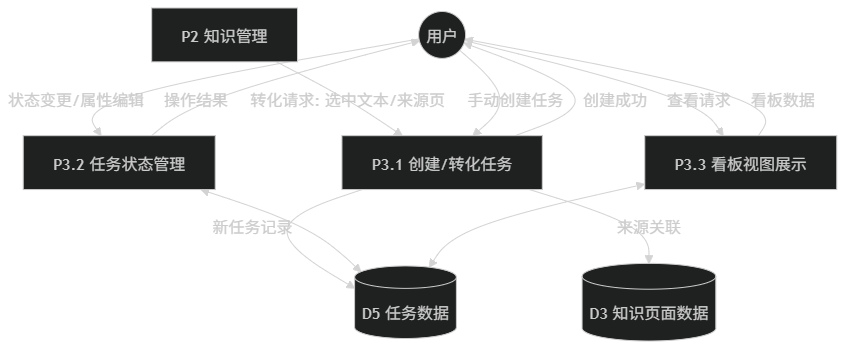 P2 知识管理
用户
状态变更/属性编辑
操作结果
转化请求: 选中文本/来源页
手动创建任务
创建成功
查看请求
看板数据
P3.2 任务状态管理
P3.1 创建/转化任务
P3.3 看板视图展示
新任务记录
来源关联
D5 任务数据
D3 知识页面数据